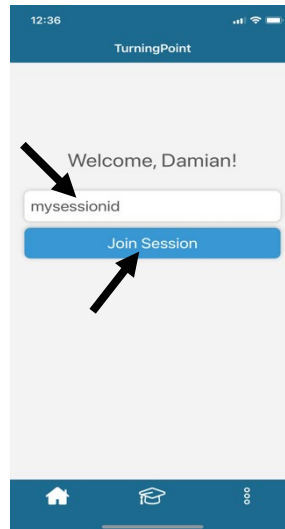 12:36
TurningPoint
Welcome, Damian!
mysessionid
Join Session